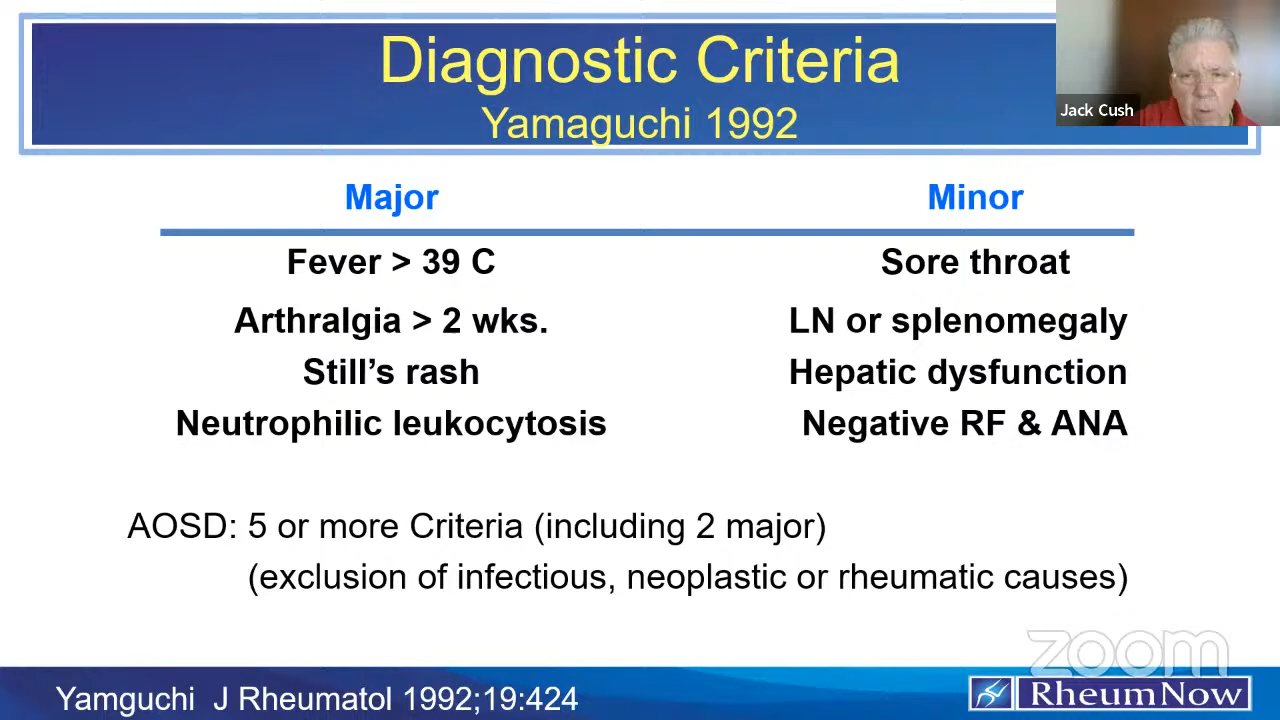 Diagnostic Criteria
Yamaguchi 1992
Jack Cush
Major Minor
Fever > 39 C Sore throat
Arthralgia > 2 wks. LN or splenomegaly
Still's rash Hepatic dysfunction
Neutrophilic leukocytosis Negative RF & ANA
AOSD: 5 or more Criteria (including 2 major)
(exclusion of infectious, neoplastic or rheumatic causes)
zoom
Yamguchi J Rheumatol 1992;19:424
RheumNow